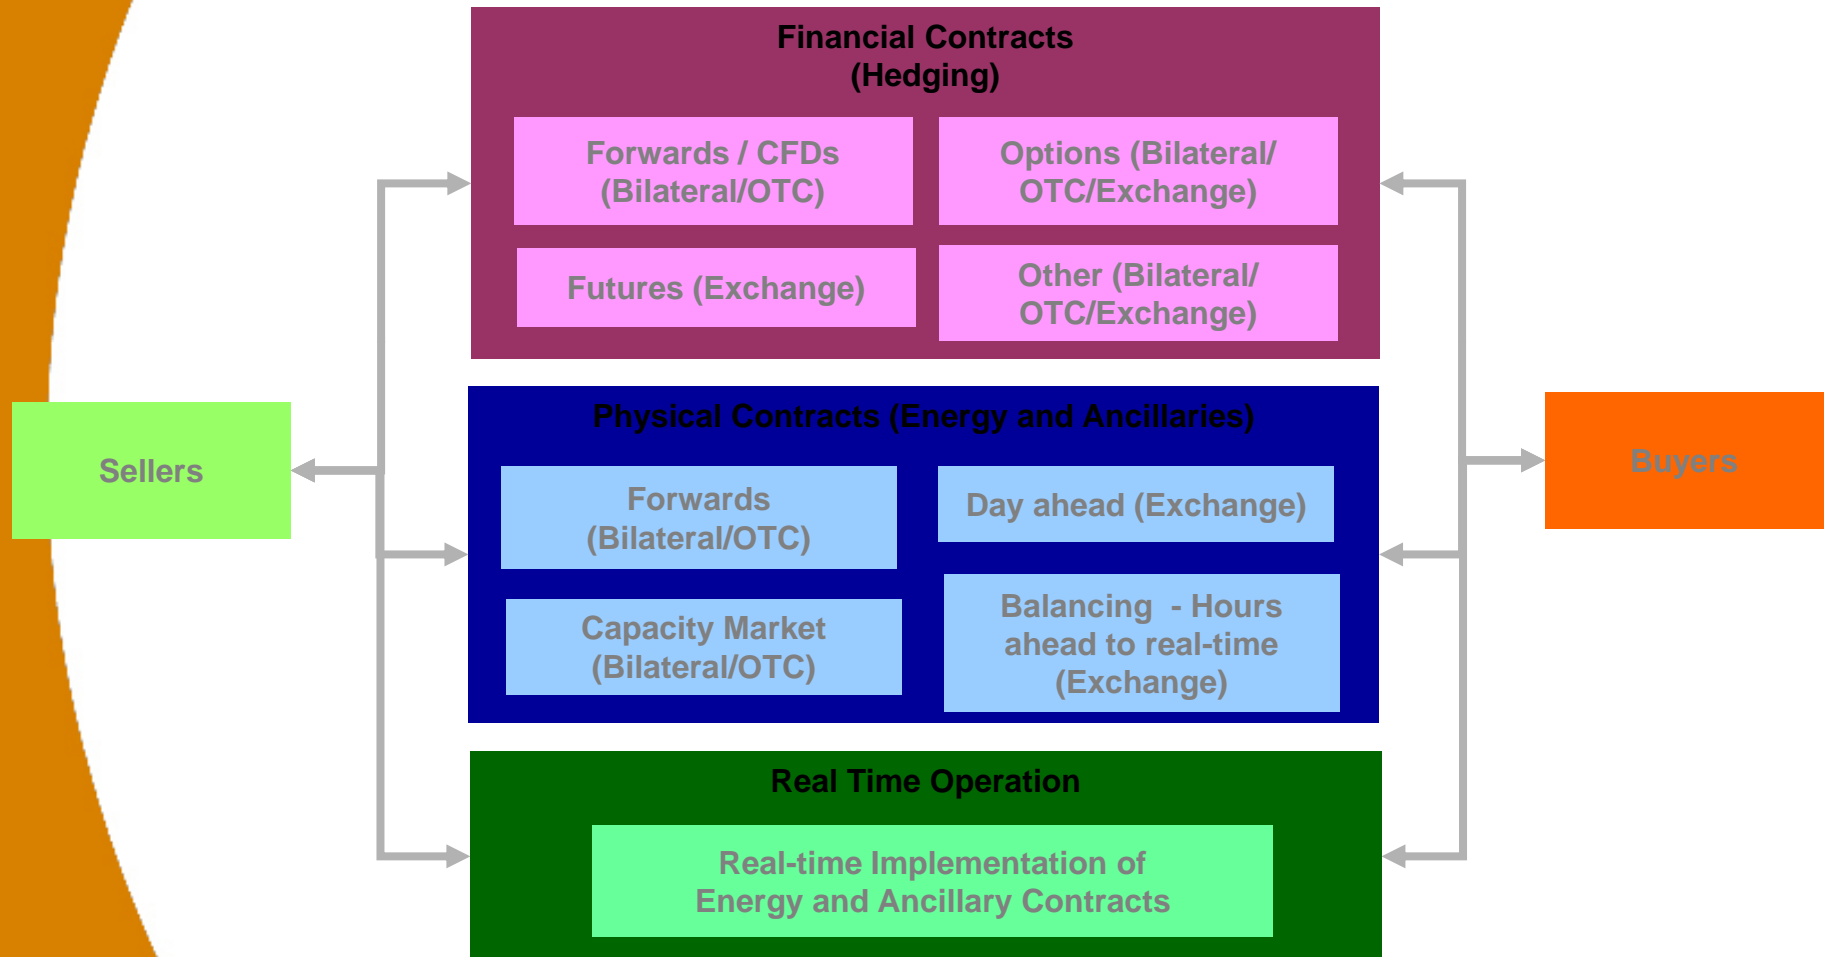 Financial Contracts
(Hedging)
Forwards / CFDs
(Bilateral/OTC)
Options (Bilateral/
OTC/Exchange)
Futures (Exchange)
Other (Bilateral/
OTC/Exchange)
Sellers
Physical Contracts (Energy and Ancillaries)
Buyers
Forwards
(Bilateral/OTC)
Day ahead (Exchange)
Capacity Market
(Bilateral/OTC)
Balancing  - Hours
ahead to real-time
(Exchange)
Real Time Operation
Real-time Implementation of
Energy and Ancillary Contracts